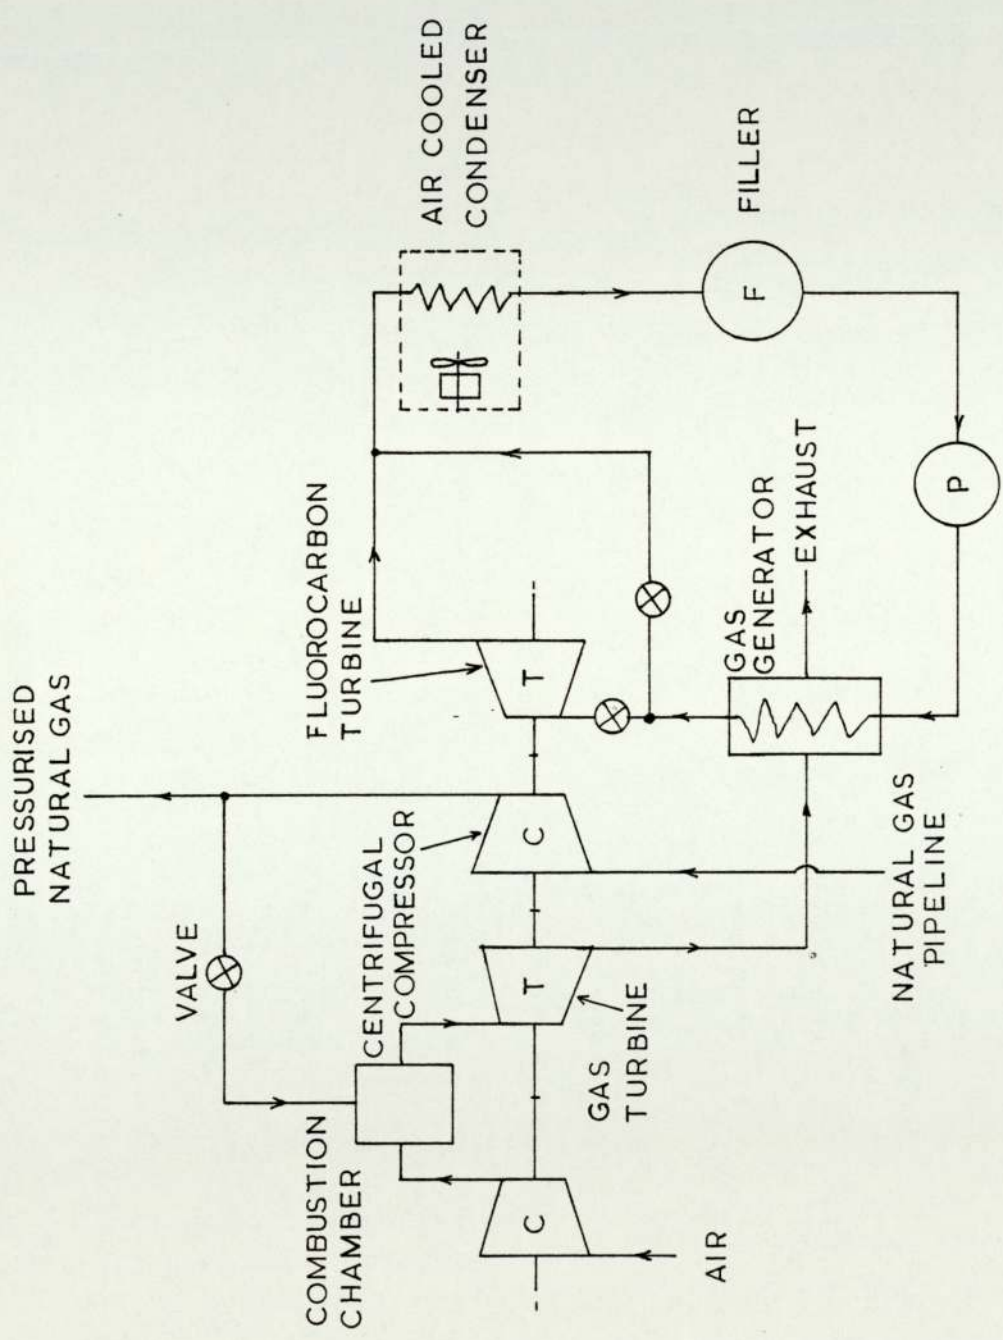 PRESSURISED
NATURAL GAS
VALVE
COMBUSTION
CHAMBER
CENTRIFUGAL
COMPRESSOR
FLUOROCARBON
TURBINE
AIR COOLED
CONDENSER
C
T
C
T
GAS
TURBINE
AIR
GAS
GENERATOR
EXHAUST
FILLER
F
P
NATURAL GAS
PIPELINE